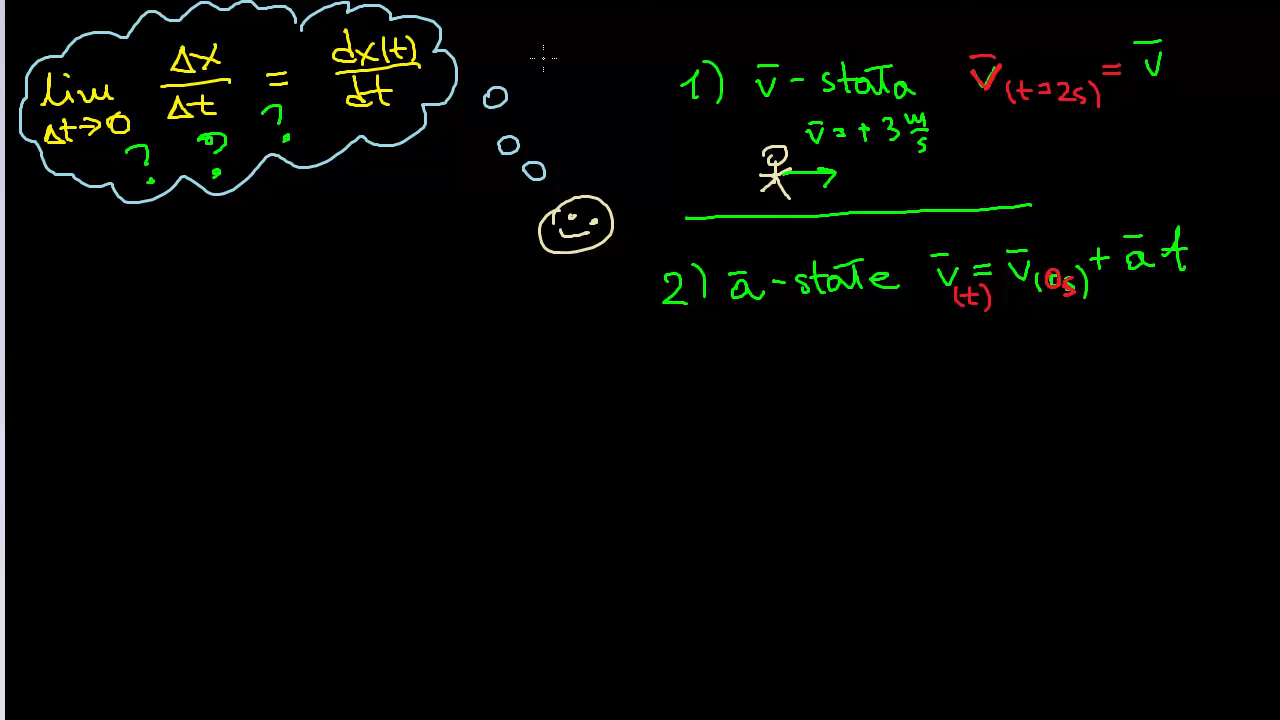 lim Δt→0 Δx/Δt = dx(t)/dt
? ? ?
1) v̄ - stała v̄(t=2s) = v̄
v̄ = +3 m/s
2) ā - stałe v̄(t) = v̄(0s) + ā t